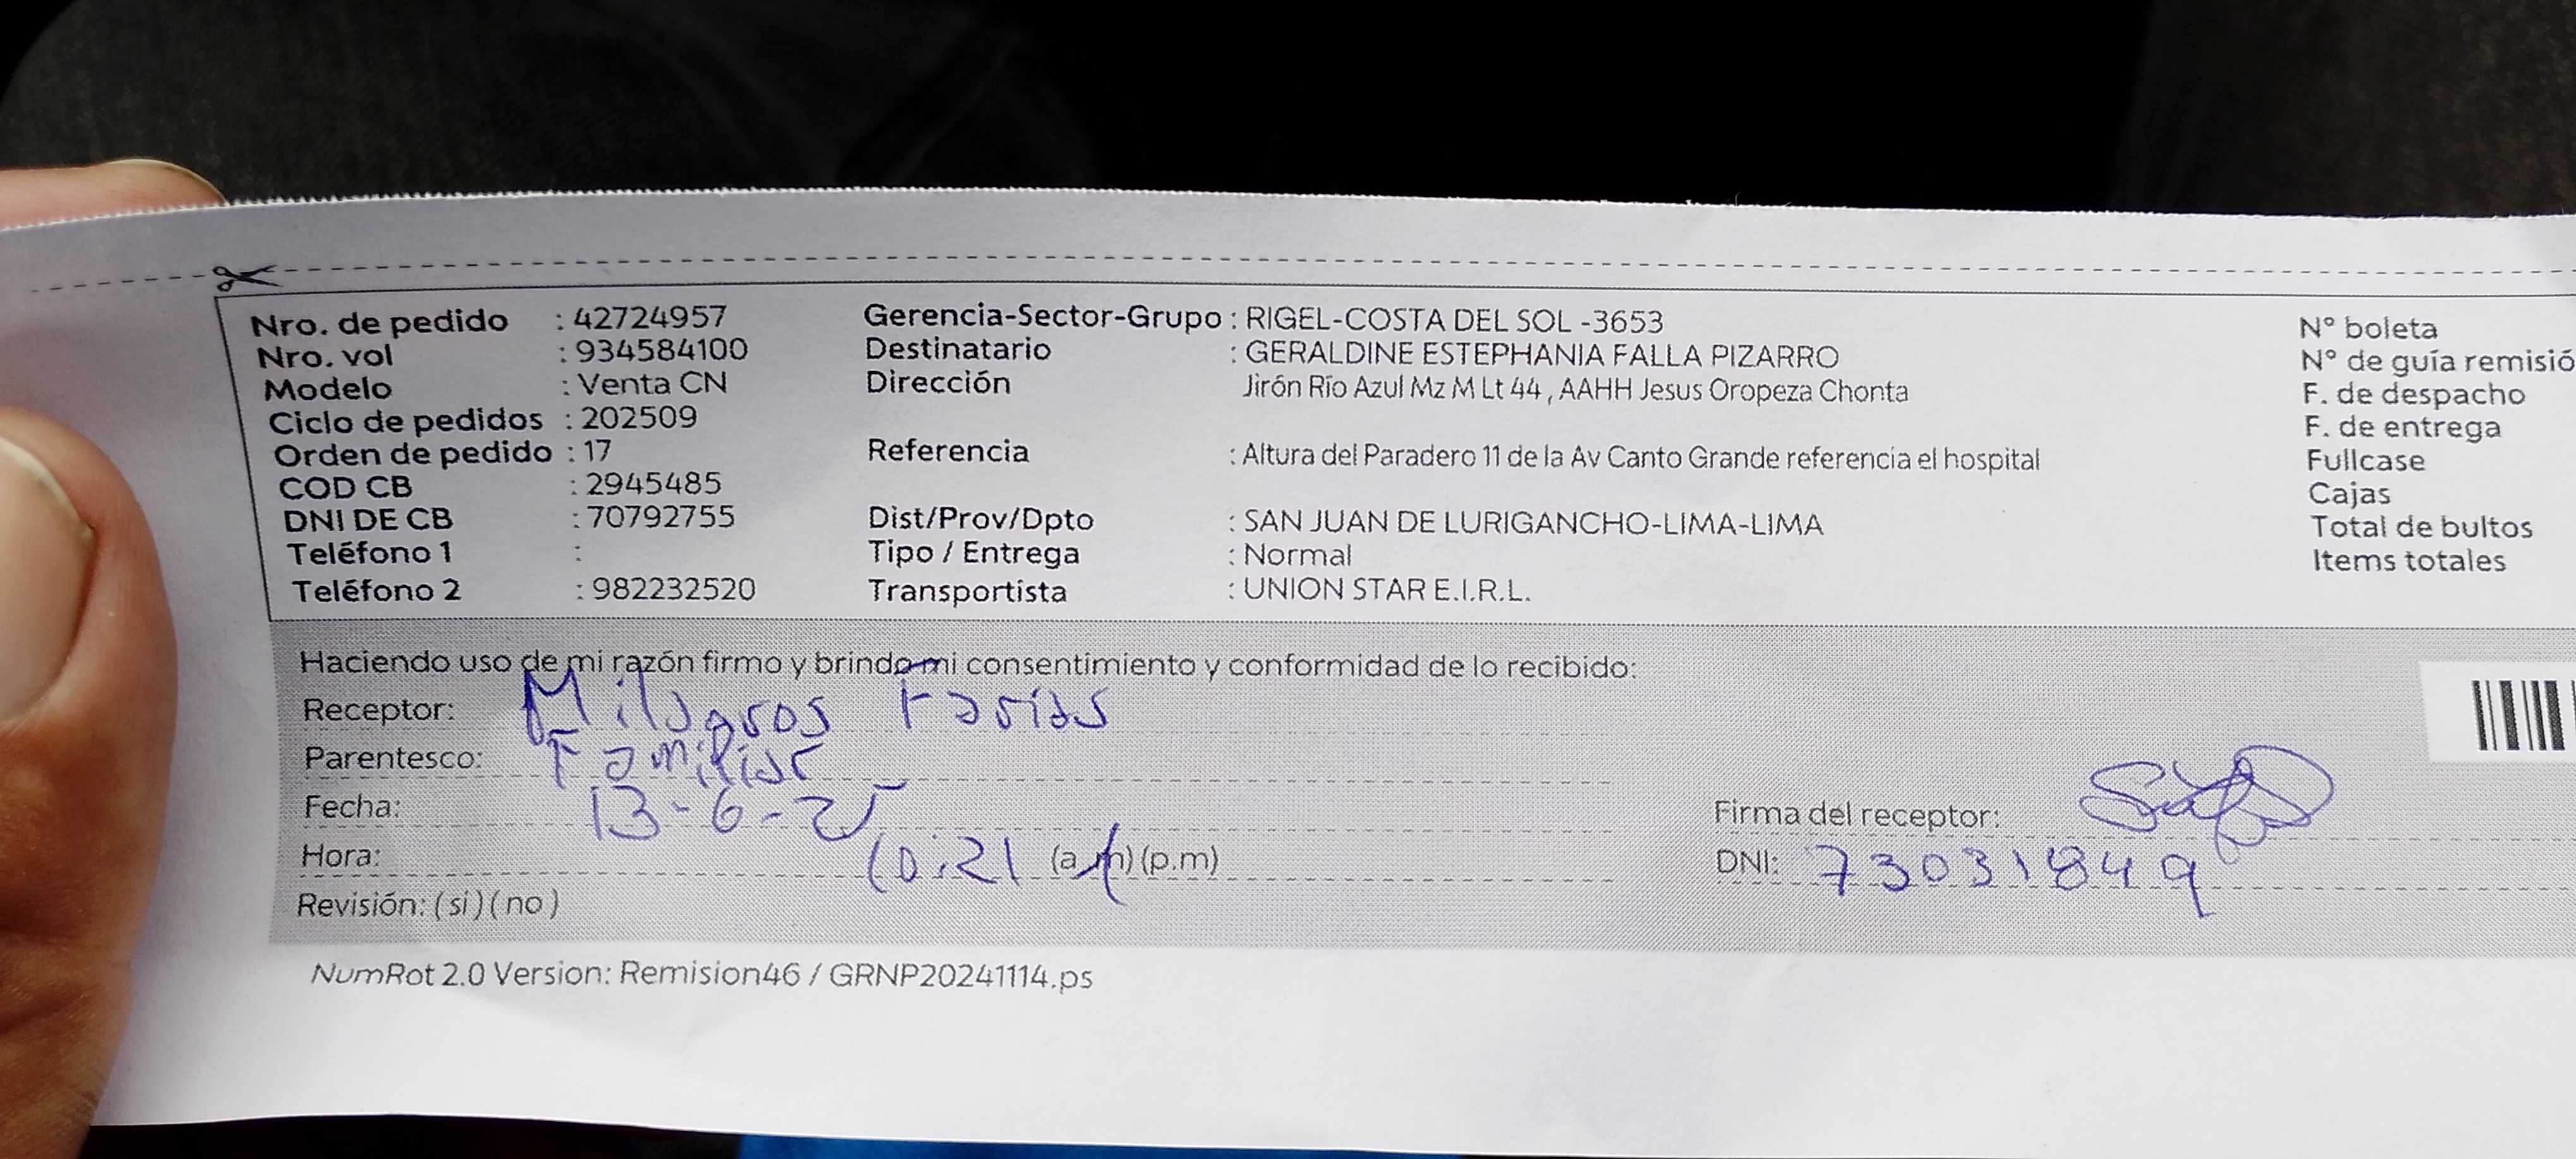 Nro. de pedido : 42724957 Gerencia-Sector-Grupo : RIGEL-COSTA DEL SOL -3653 N° boleta
Nro. vol : 934584100 Destinatario : GERALDINE ESTEPHANIA FALLA PIZARRO N° de guía remisió
Modelo : Venta CN Dirección Jirón Río Azul Mz M Lt 44 , AAHH Jesus Oropeza Chonta F. de despacho
Ciclo de pedidos : 202509 F. de entrega
Orden de pedido : 17 Referencia : Altura del Paradero 11 de la Av Canto Grande referencia el hospital Fullcase
COD CB : 2945485 Cajas
DNI DE CB : 70792755 Dist/Prov/Dpto : SAN JUAN DE LURIGANCHO-LIMA-LIMA Total de bultos
Teléfono 1 : Tipo / Entrega : Normal Items totales
Teléfono 2 : 982232520 Transportista : UNION STAR E.I.R.L.
Haciendo uso de mi razón firmo y brindo mi consentimiento y conformidad de lo recibido:
Receptor: Milagros Farias
Parentesco: Familiar
Fecha: 13-6-25 Firma del receptor:
Hora: 10:21 (a.m) (p.m) DNI: 73031849
Revisión: (si) (no)
NumRot 2.0 Version: Remision46 / GRNP20241114.ps